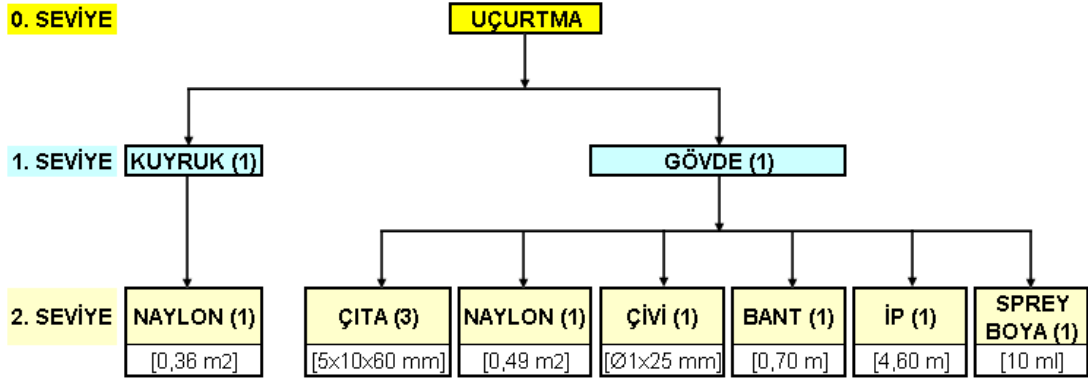 0. SEVİYE
UÇURTMA
1. SEVİYE
KUYRUK (1)
GÖVDE (1)
2. SEVİYE
NAYLON (1)
[0,36 m2]
ÇITA (3)
[5x10x60 mm]
NAYLON (1)
[0,49 m2]
ÇİVİ (1)
[Ø1x25 mm]
BANT (1)
[0,70 m]
İP (1)
[4,60 m]
SPREY
BOYA (1)
[10 ml]